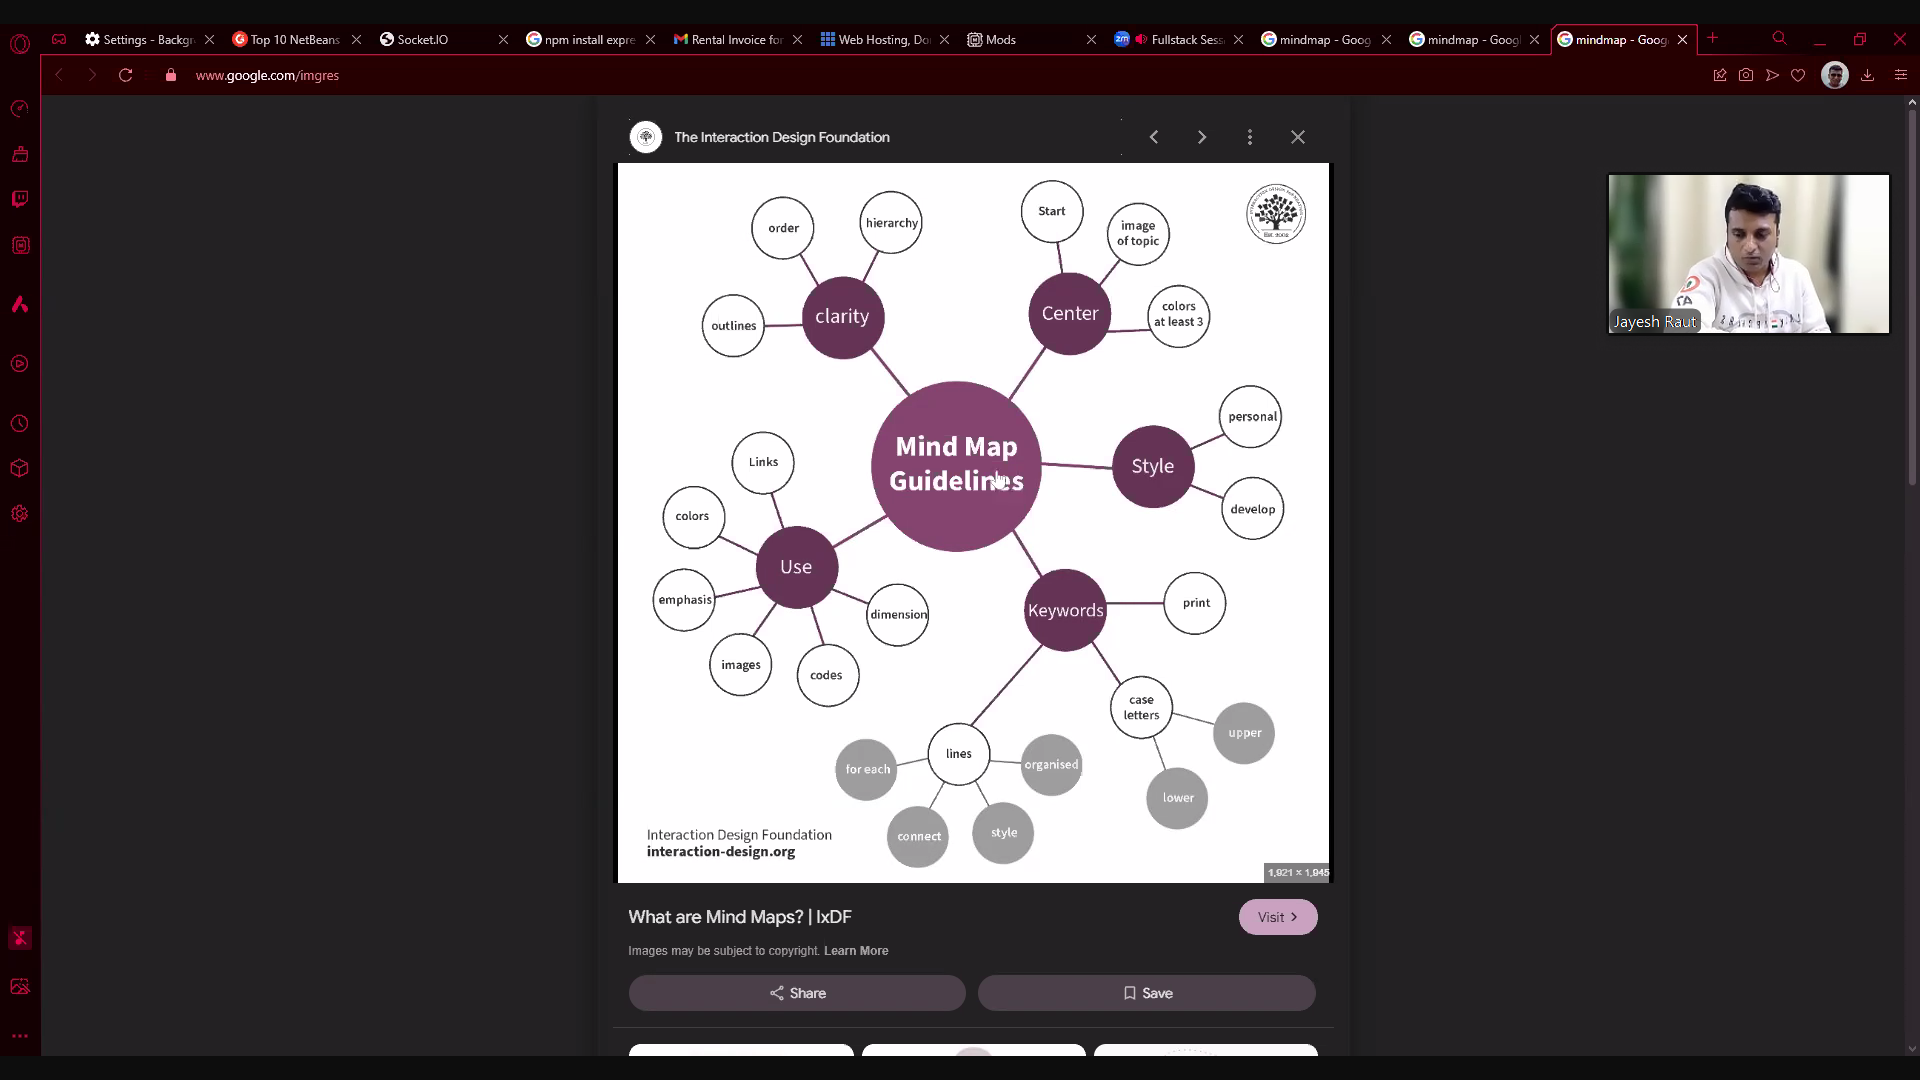 Settings - Backgr
Top 10 NetBeans
Socket.IO
npm install expre
Rental Invoice for
Web Hosting, Do
Mods
Fullstack Sess
mindmap - Goog
mindmap - Googl
mindmap - Goog
www.google.com/imgres
The Interaction Design Foundation
order
hierarchy
outlines
clarity
Start
image
of topic
colors
at least 3
Center
Mind Map
Guidelines
personal
Style
develop
Links
colors
emphasis
images
codes
dimension
Use
Keywords
print
case
letters
upper
lower
lines
for each
organised
connect
style
Interaction Design Foundation
interaction-design.org
1,921 × 1,945
Jayesh Raut
What are Mind Maps? | IxDF
Visit
Images may be subject to copyright. Learn More
Share
Save